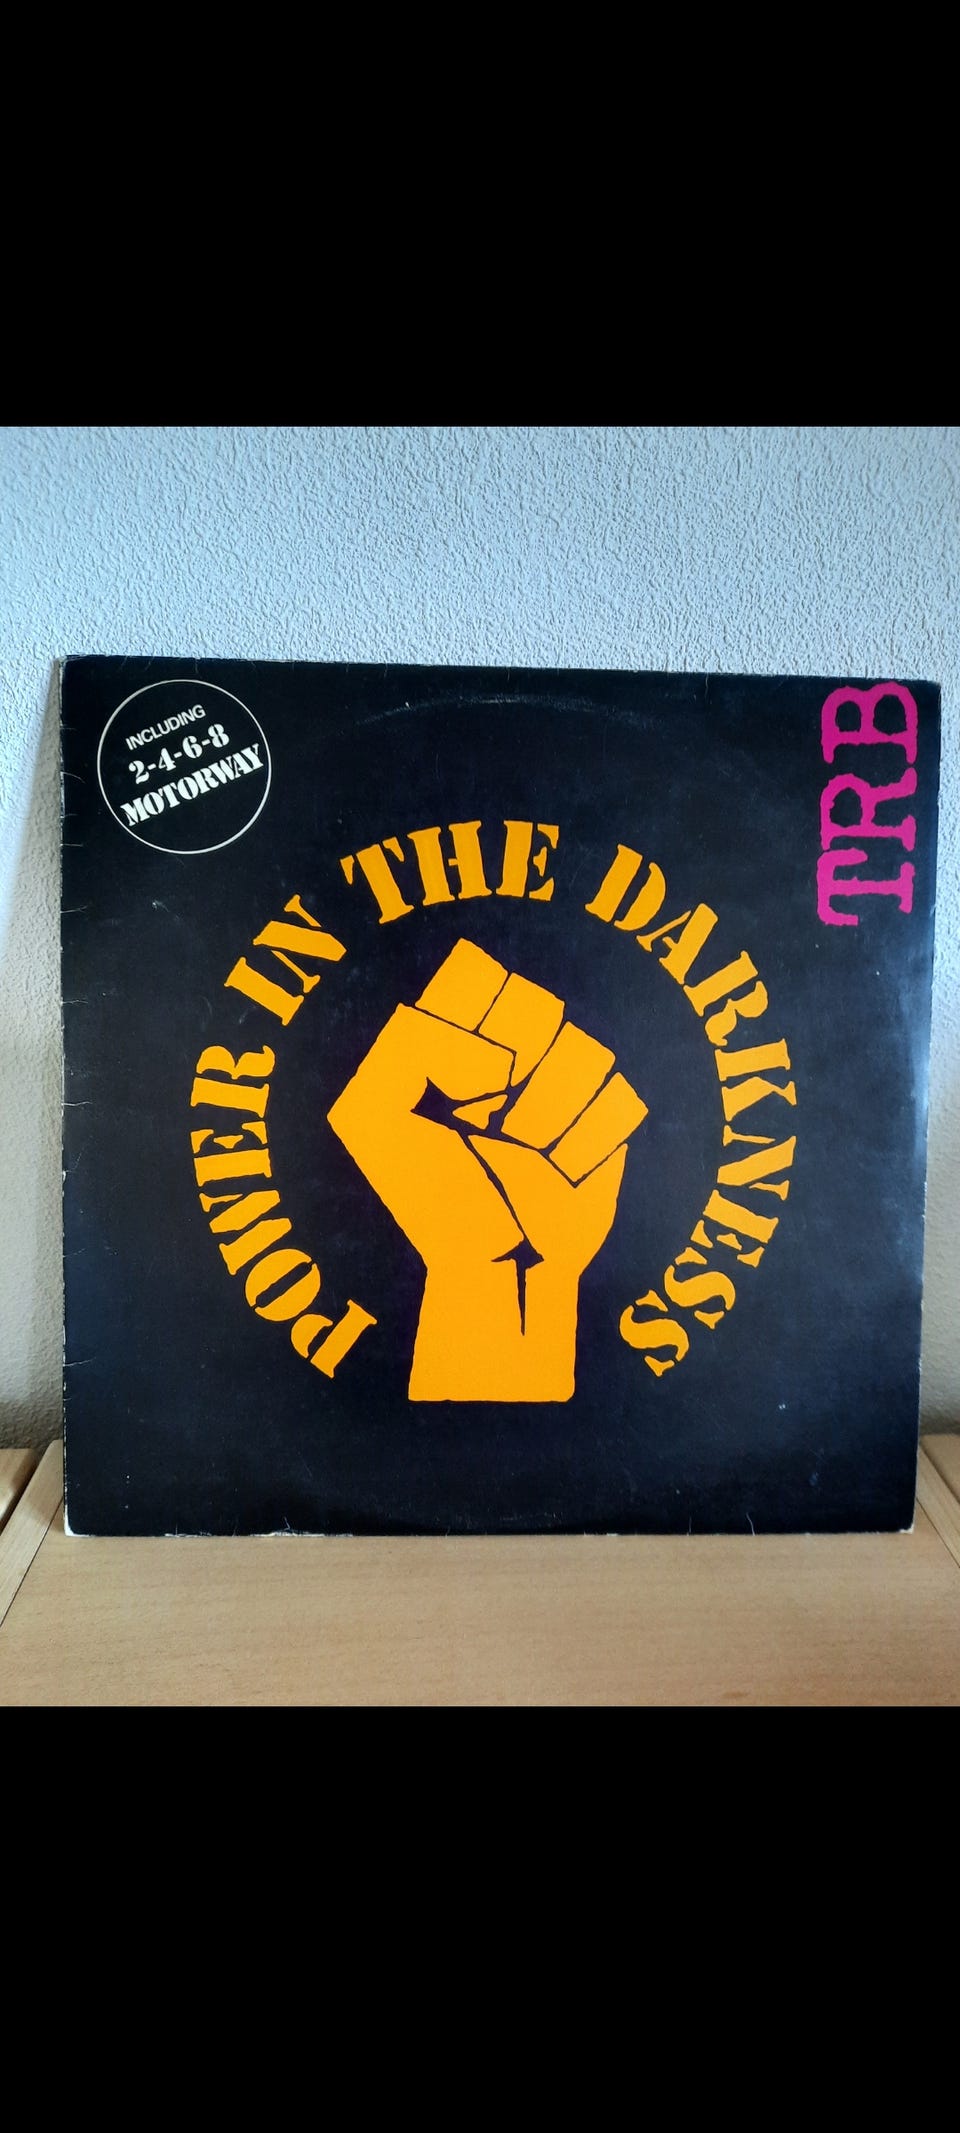 INCLUDING
2-4-6-8
MOTORWAY
TRB
POWER IN THE DARKNESS